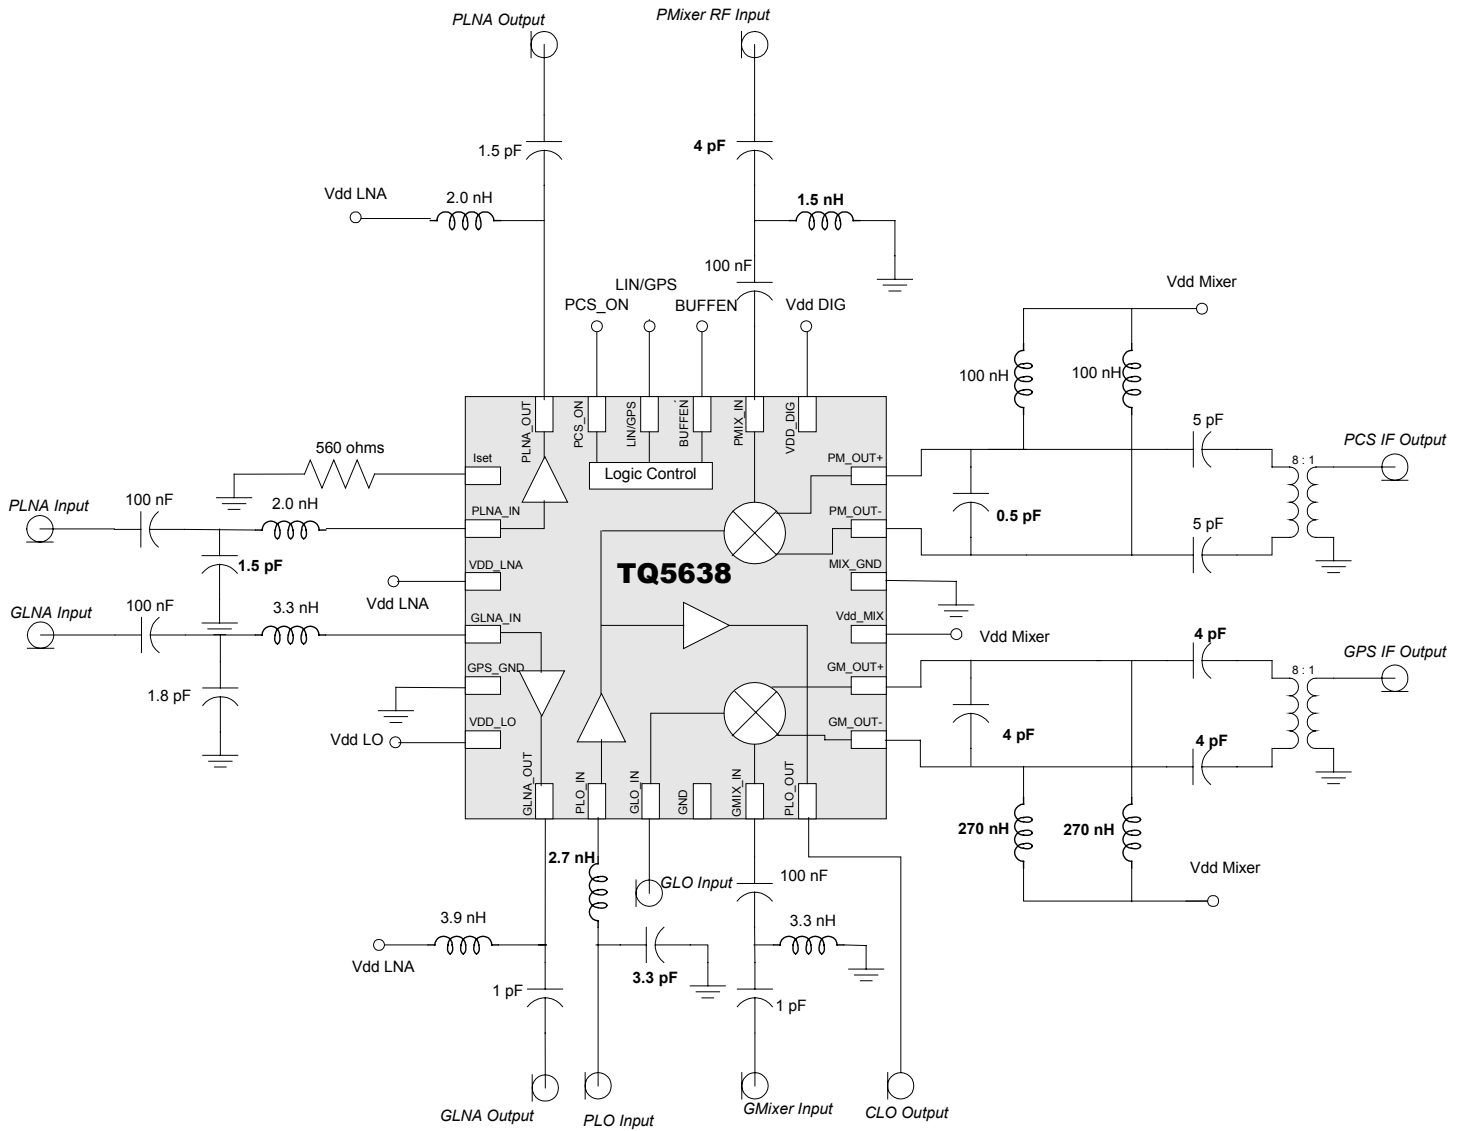 PLNA Output
PMixer RF Input
1.5 pF
4 pF
Vdd LNA
2.0 nH
1.5 nH
100 nF
LIN/GPS
PCS_ON
BUFFEN
Vdd DIG
Vdd Mixer
100 nH
100 nH
PLNA_OUT
PCS_ON
LIN/GPS
BUFFEN
PMIX_IN
VDD_DIG
Logic Control
560 ohms
Iset
PM_OUT+
5 pF
PCS IF Output
8 : 1
PLNA Input
100 nF
2.0 nH
PLNA_IN
PM_OUT-
0.5 pF
5 pF
1.5 pF
VDD_LNA
TQ5638
MIX_GND
Vdd LNA
GLNA Input
100 nF
3.3 nH
GLNA_IN
Vdd_MIX
Vdd Mixer
4 pF
GPS IF Output
8 : 1
1.8 pF
GPS_GND
GM_OUT+
VDD_LO
GM_OUT-
4 pF
4 pF
Vdd LO
GLNA_OUT
PLO_IN
GLO_IN
GND
GMIX_IN
PLO_OUT
270 nH
270 nH
2.7 nH
GLO Input
100 nF
Vdd Mixer
3.9 nH
3.3 nH
Vdd LNA
3.3 pF
1 pF
1 pF
GLNA Output
PLO Input
GMixer Input
CLO Output